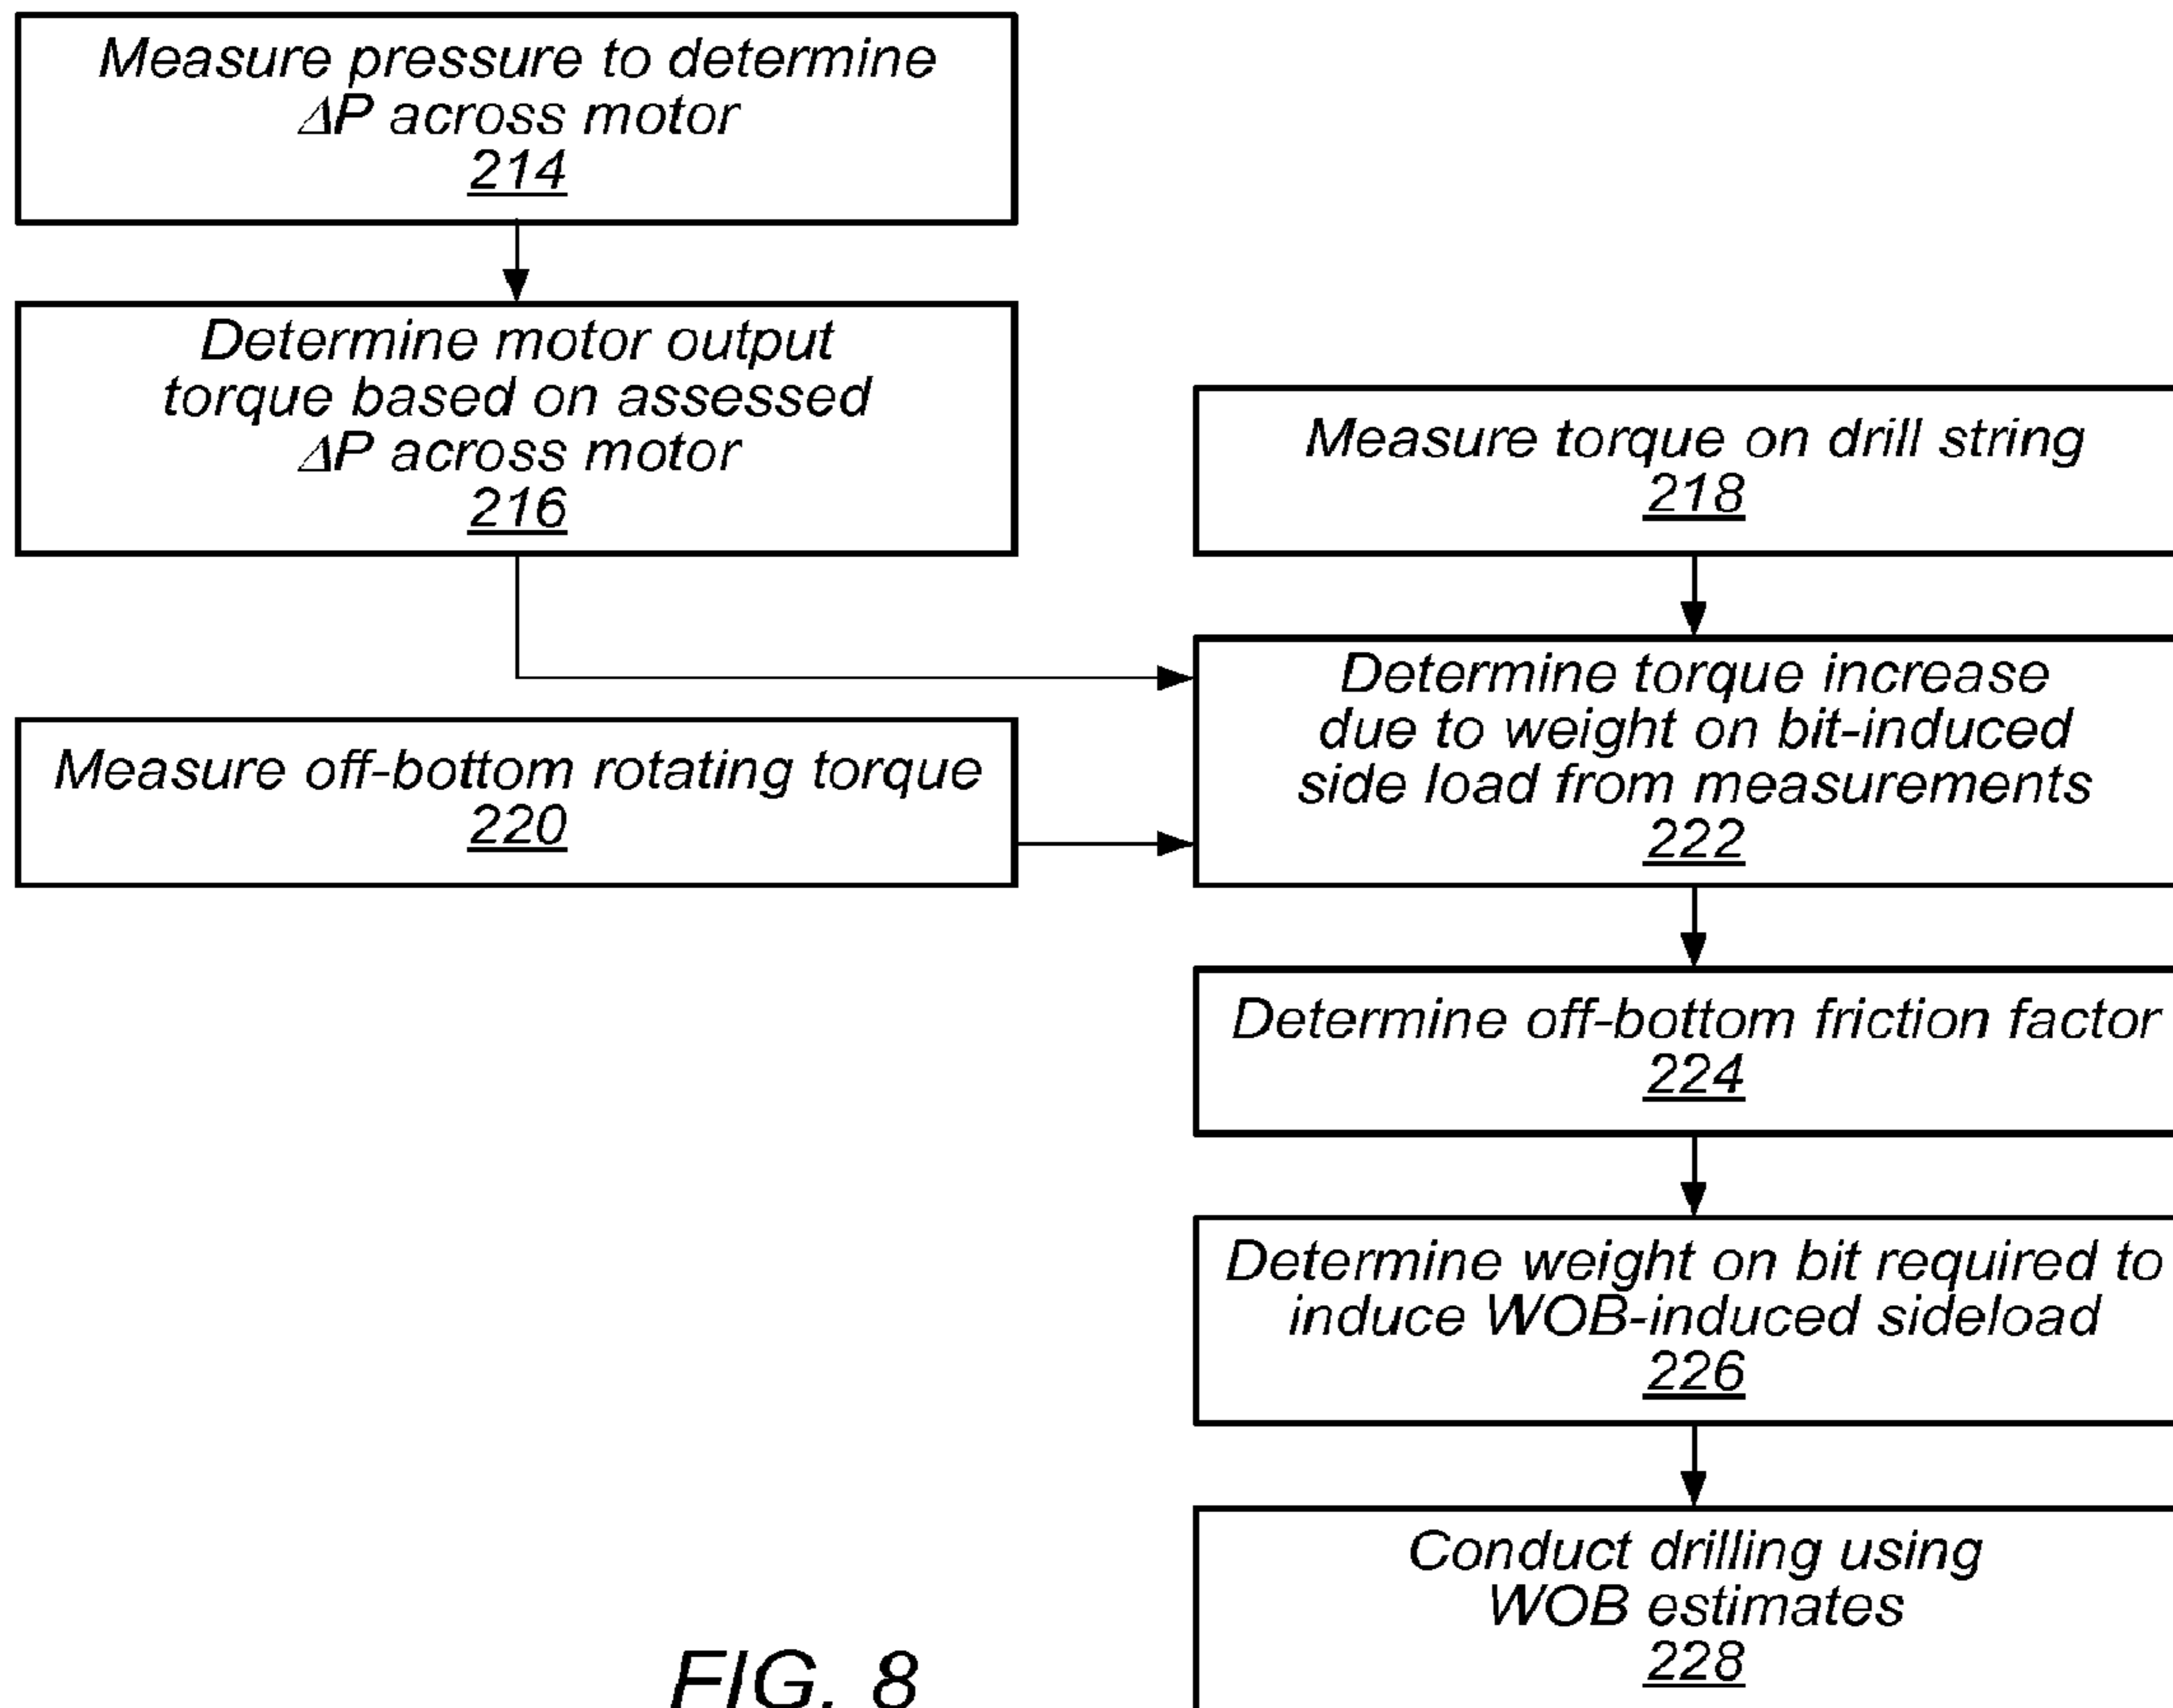 Measure pressure to determine
ΔP across motor
214
Determine motor output
torque based on assessed
ΔP across motor
216
Measure torque on drill string
218
Measure off-bottom rotating torque
220
Determine torque increase
due to weight on bit-induced
side load from measurements
222
Determine off-bottom friction factor
224
Determine weight on bit required to
induce WOB-induced sideload
226
Conduct drilling using
WOB estimates
228
FIG. 8